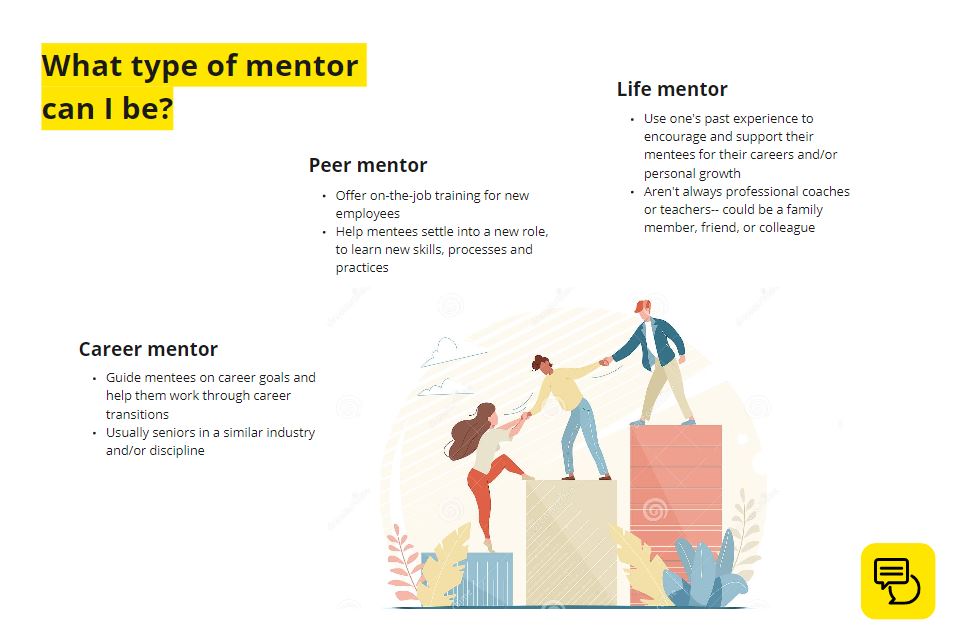 What type of mentor
can I be?
Life mentor
• Use one's past experience to
encourage and support their
mentees for their careers and/or
personal growth
• Aren't always professional coaches
or teachers-- could be a family
member, friend, or colleague
Peer mentor
• Offer on-the-job training for new
employees
• Help mentees settle into a new role,
to learn new skills, processes and
practices
Career mentor
• Guide mentees on career goals and
help them work through career
transitions
• Usually seniors in a similar industry
and/or discipline